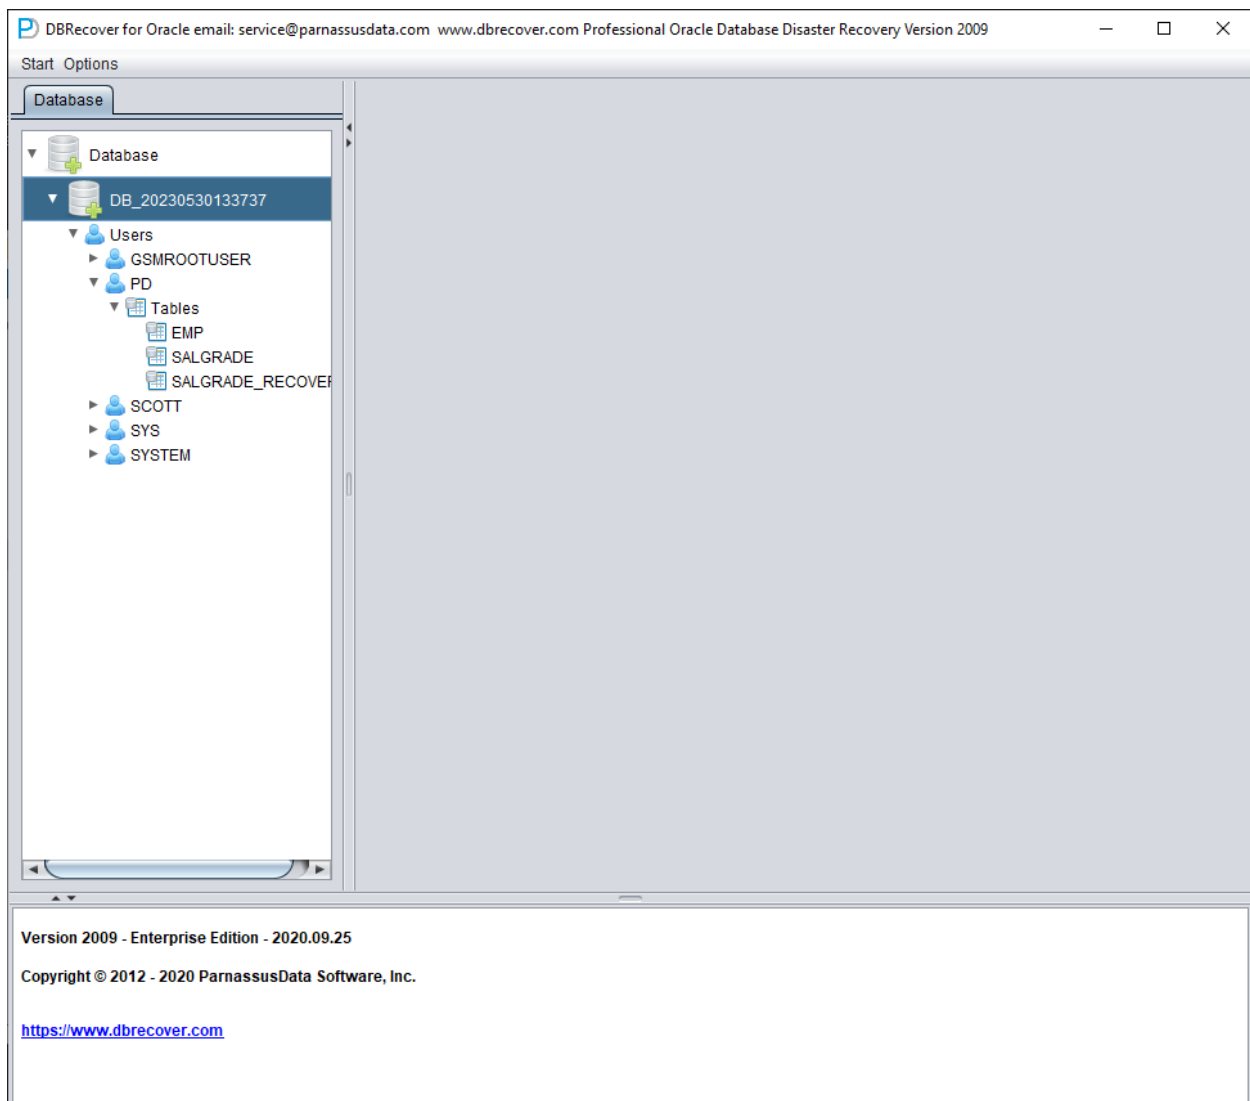 DBRecover for Oracle email: service@parnassusdata.com  www.dbrecover.com Professional Oracle Database Disaster Recovery Version 2009
Start Options
Database
Database
DB_20230530133737
Users
GSMROOTUSER
PD
Tables
EMP
SALGRADE
SALGRADE_RECOVER
SCOTT
SYS
SYSTEM
Version 2009 - Enterprise Edition - 2020.09.25
Copyright © 2012 - 2020 ParnassusData Software, Inc.
https://www.dbrecover.com